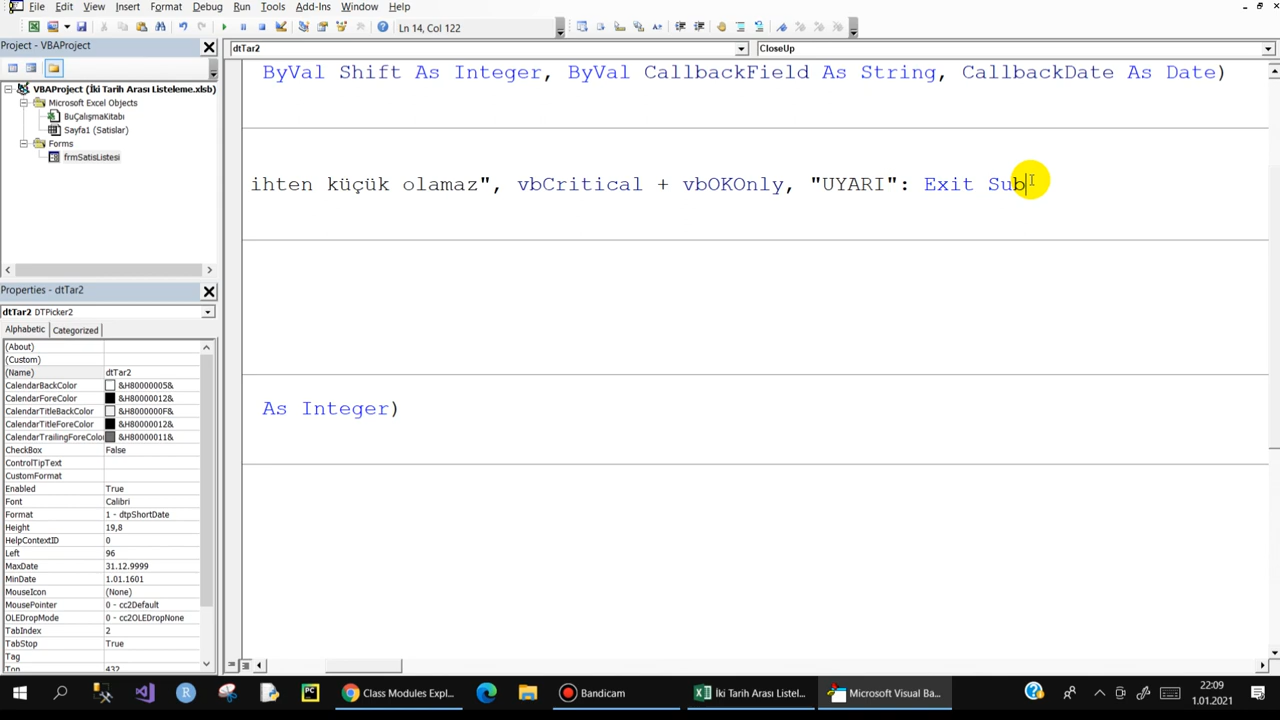 File Edit View Insert Format Debug Run Tools Add-Ins Window Help
Ln 14, Col 122
Project - VBAProject
dtTar2 CloseUp
VBAProject (İki Tarih Arası Listeleme.xlsb)
Microsoft Excel Objects
BuÇalışmaKitabı
Sayfa1 (Satislar)
Forms
frmSatisListesi
ByVal Shift As Integer, ByVal CallbackField As String, CallbackDate As Date)
ihten küçük olamaz", vbCritical + vbOKOnly, "UYARI": Exit Sub
As Integer)
Properties - dtTar2
dtTar2 DTPicker2
Alphabetic Categorized
(About)
(Custom)
(Name) dtTar2
CalendarBackColor &H80000005&
CalendarForeColor &H80000012&
CalendarTitleBackColor &H8000000F&
CalendarTitleForeColor &H80000012&
CalendarTrailingForeColo &H80000011&
CheckBox False
ControlTipText
CustomFormat
Enabled True
Font Calibri
Format 1 - dtpShortDate
Height 19,8
HelpContextID 0
Left 96
MaxDate 31.12.9999
MinDate 1.01.1601
MouseIcon (None)
MousePointer 0 - cc2Default
OLEDropMode 0 - cc2OLEDropNone
TabIndex 2
TabStop True
Tag
Top 432
Class Modules Expl... Bandicam İki Tarih Arası Listel... Microsoft Visual Ba...
22:09
1.01.2021